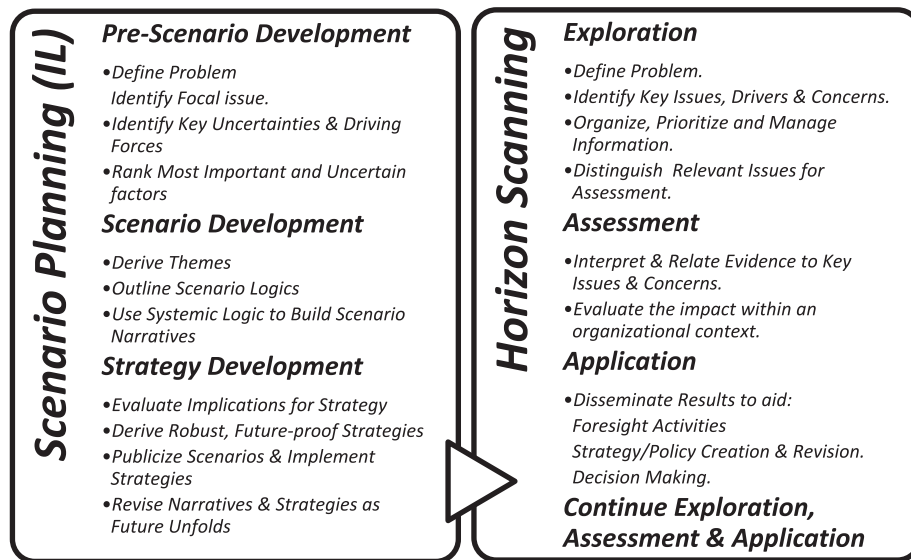 Scenario Planning (IL)
Pre-Scenario Development
•Define Problem
Identify Focal issue.
•Identify Key Uncertainties & Driving
Forces
•Rank Most Important and Uncertain
factors
Scenario Development
•Derive Themes
•Outline Scenario Logics
•Use Systemic Logic to Build Scenario
Narratives
Strategy Development
•Evaluate Implications for Strategy
•Derive Robust, Future-proof Strategies
•Publicize Scenarios & Implement
Strategies
•Revise Narratives & Strategies as
Future Unfolds
Horizon Scanning
Exploration
•Define Problem.
•Identify Key Issues, Drivers & Concerns.
•Organize, Prioritize and Manage
Information.
•Distinguish Relevant Issues for
Assessment.
Assessment
•Interpret & Relate Evidence to Key
Issues & Concerns.
•Evaluate the impact within an
organizational context.
Application
•Disseminate Results to aid:
Foresight Activities
Strategy/Policy Creation & Revision.
Decision Making.
Continue Exploration,
Assessment & Application